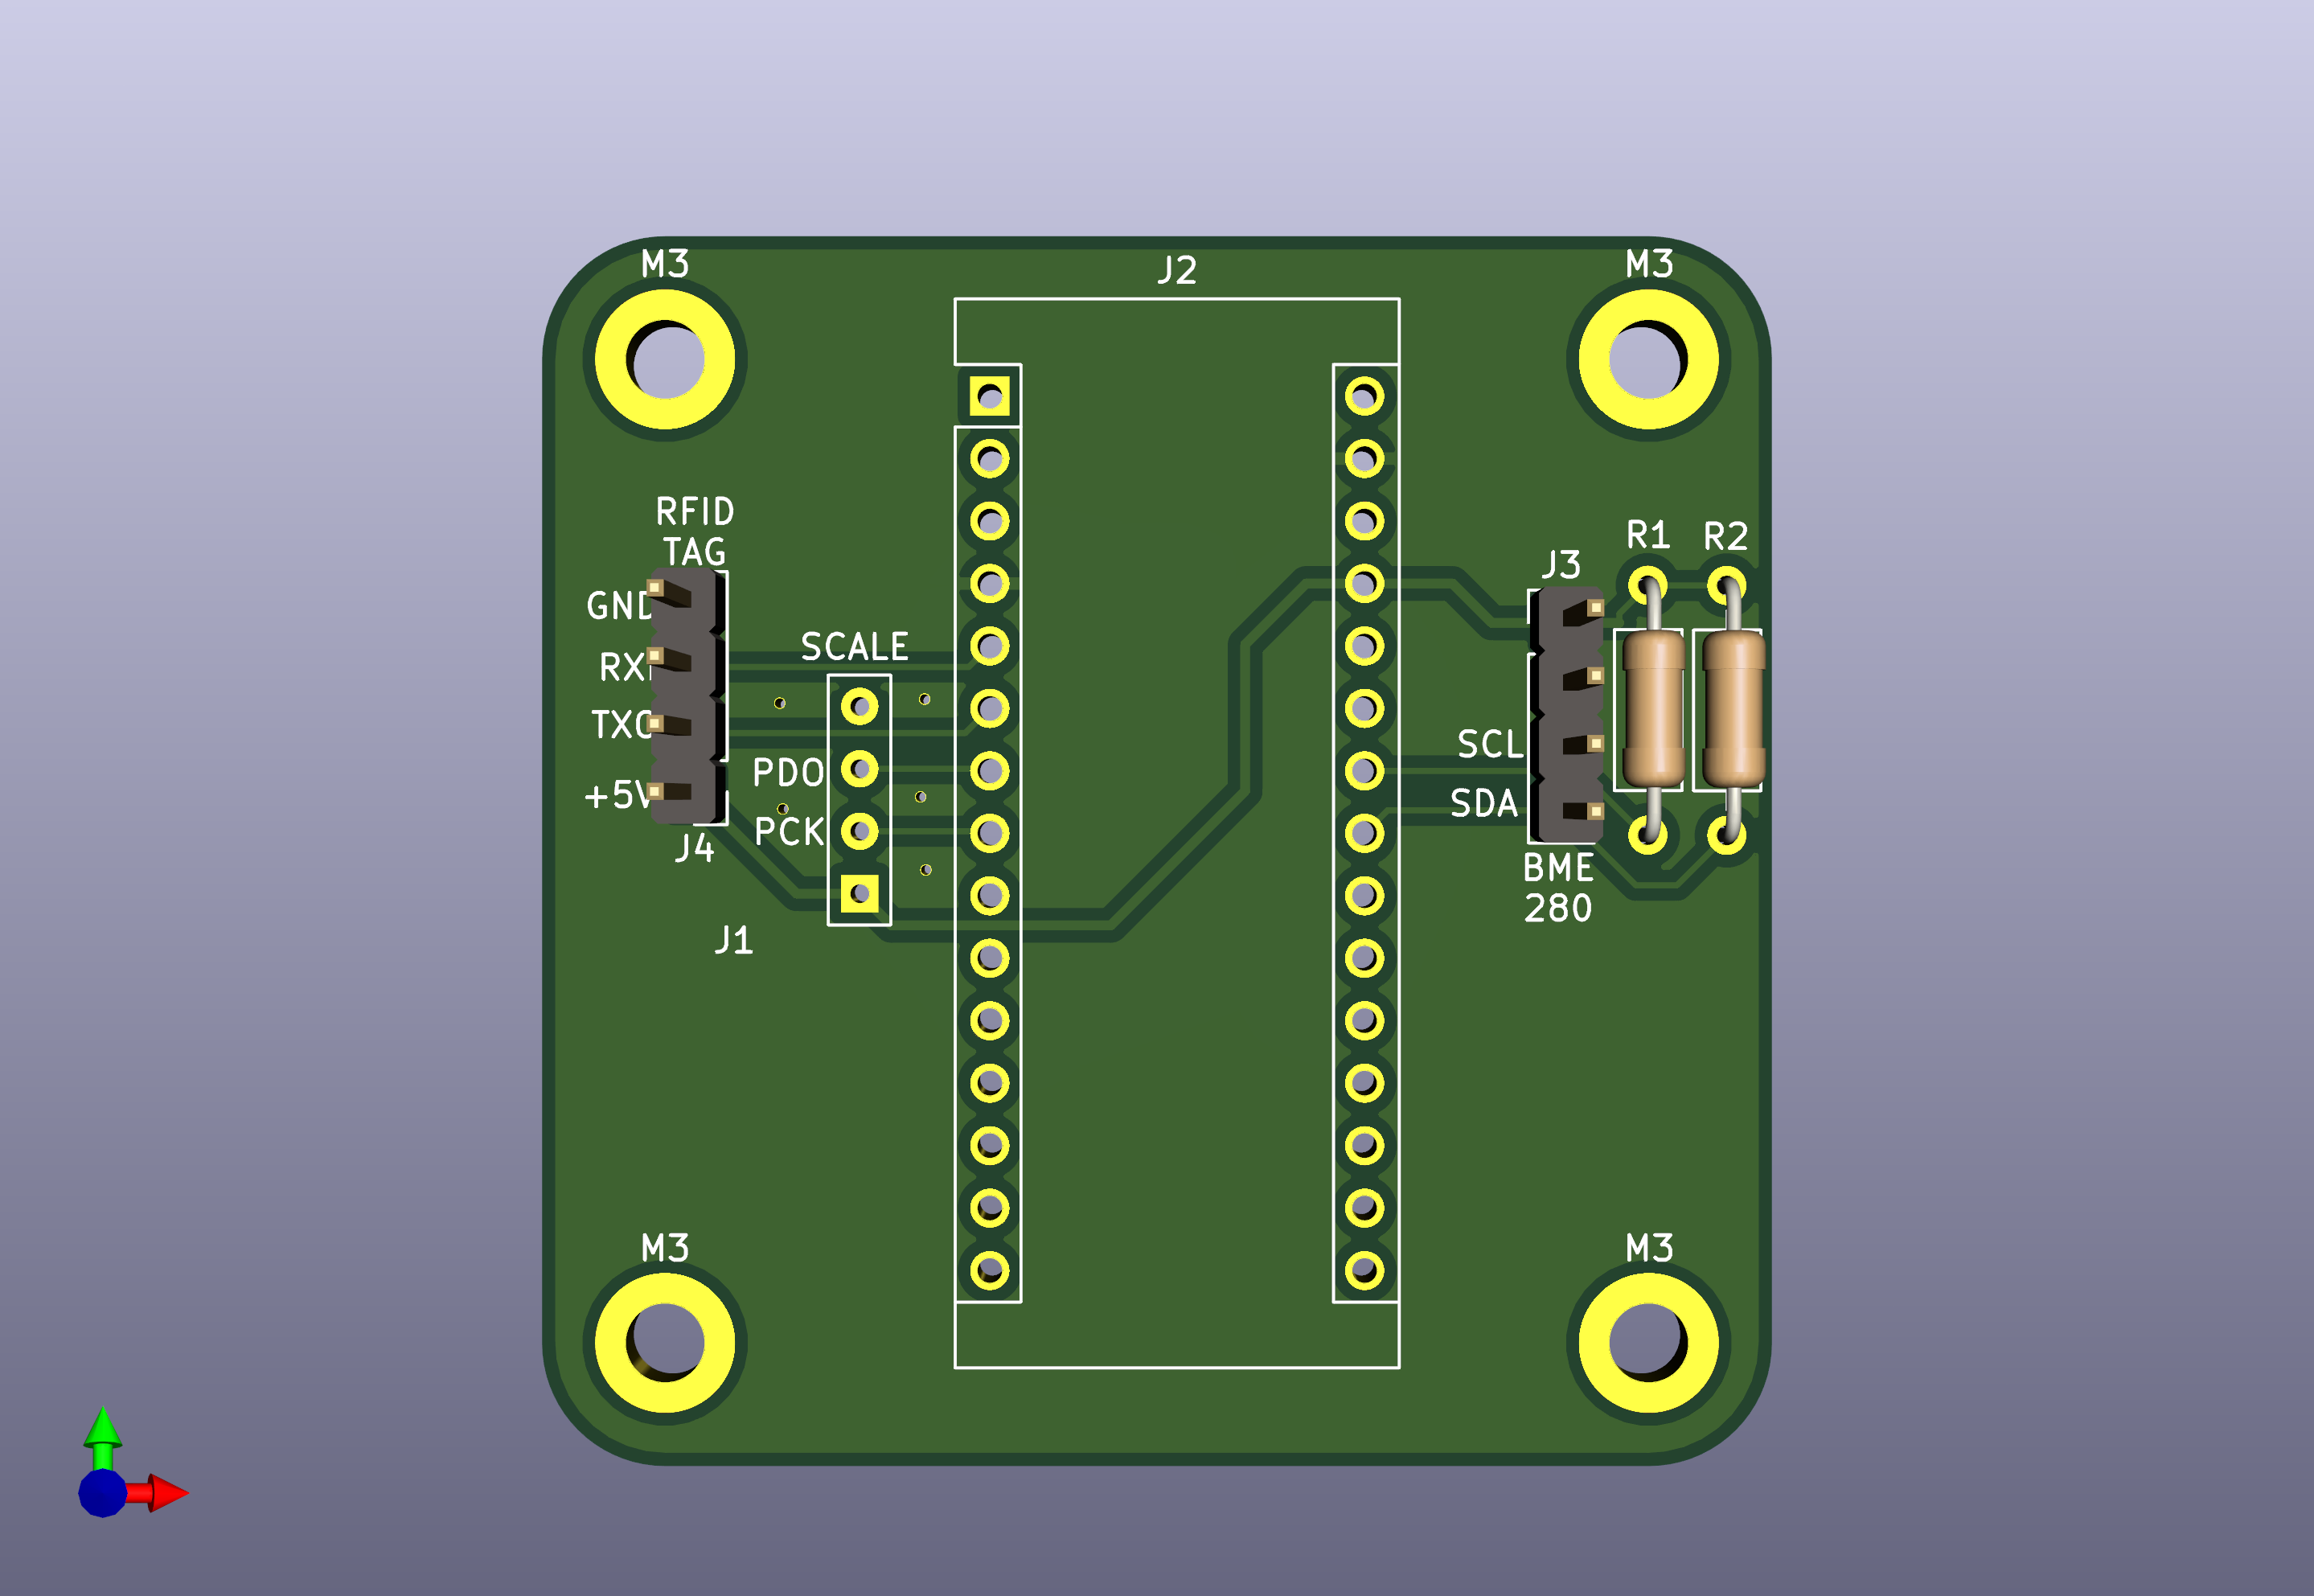 M3
M3
J2
RFID
TAG
R1
R2
J3
GND
SCALE
RX
TXO
SCL
PDO
+5V
SDA
PCK
J4
BME
280
J1
M3
M3